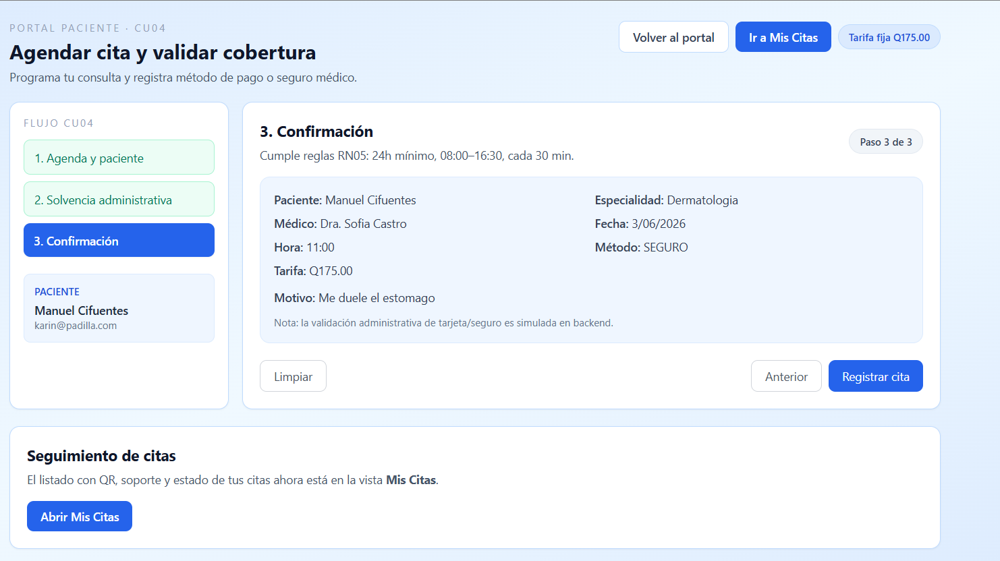 PORTAL PACIENTE · CU04
Agendar cita y validar cobertura
Programa tu consulta y registra método de pago o seguro médico.
Volver al portal
Ir a Mis Citas
Tarifa fija Q175.00
FLUJO CU04
1. Agenda y paciente
2. Solvencia administrativa
3. Confirmación
PACIENTE
Manuel Cifuentes
karin@padilla.com
3. Confirmación
Cumple reglas RN05: 24h mínimo, 08:00–16:30, cada 30 min.
Paso 3 de 3
Paciente: Manuel Cifuentes
Especialidad: Dermatologia
Médico: Dra. Sofia Castro
Fecha: 3/06/2026
Hora: 11:00
Método: SEGURO
Tarifa: Q175.00
Motivo: Me duele el estomago
Nota: la validación administrativa de tarjeta/seguro es simulada en backend.
Limpiar
Anterior
Registrar cita
Seguimiento de citas
El listado con QR, soporte y estado de tus citas ahora está en la vista Mis Citas.
Abrir Mis Citas